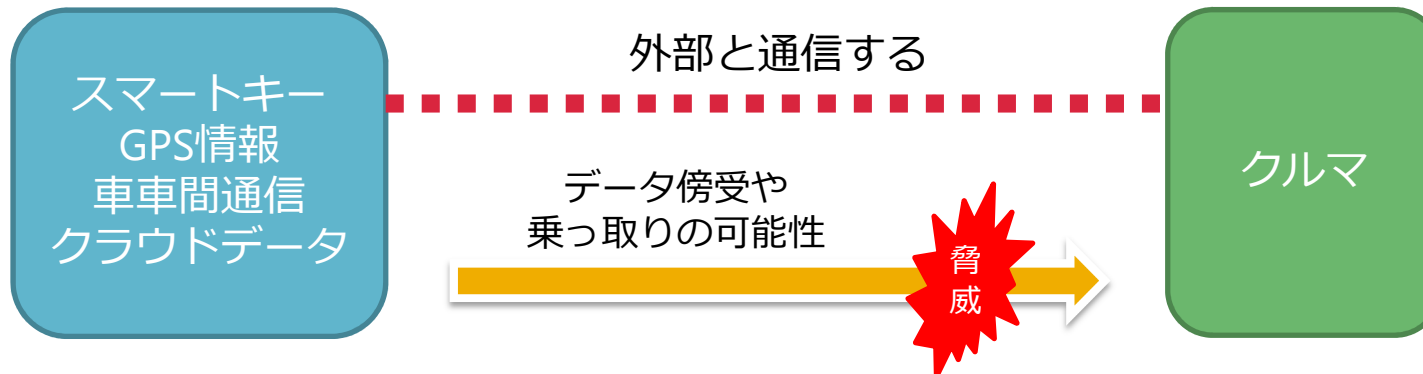 スマートキー
GPS情報
車車間通信
クラウドデータ
外部と通信する
データ傍受や
乗っ取りの可能性
脅
威
クルマ